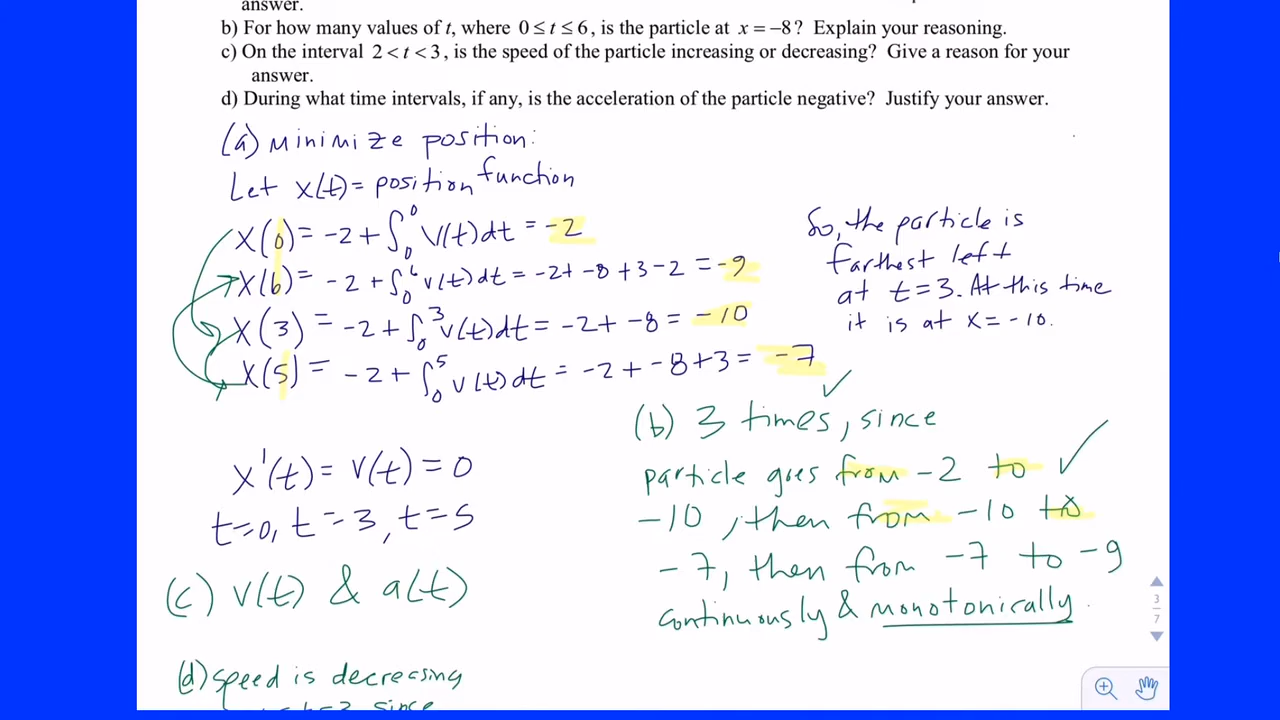 answer.
b) For how many values of t, where 0 ≤ t ≤ 6, is the particle at x = −8? Explain your reasoning.
c) On the interval 2 < t < 3, is the speed of the particle increasing or decreasing? Give a reason for your
answer.
d) During what time intervals, if any, is the acceleration of the particle negative? Justify your answer.
(a) minimize position:
Let x(t) = position function
x(0) = -2 + ∫₀⁰ v(t)dt = -2
x(6) = -2 + ∫₀⁶ v(t)dt = -2 + -8 + 3 - 2 = -9
x(3) = -2 + ∫₀³ v(t)dt = -2 + -8 = -10
x(5) = -2 + ∫₀⁵ v(t)dt = -2 + -8 + 3 = -7
So, the particle is
farthest left
at t = 3. At this time
it is at x = -10.
x'(t) = v(t) = 0
t=0, t=3, t=5
(b) 3 times, since
particle goes from -2 to
-10, then from -10 to
-7, then from -7 to -9
continuously & monotonically.
(c) v(t) & a(t)
(d) speed is decreasing
since
3
7